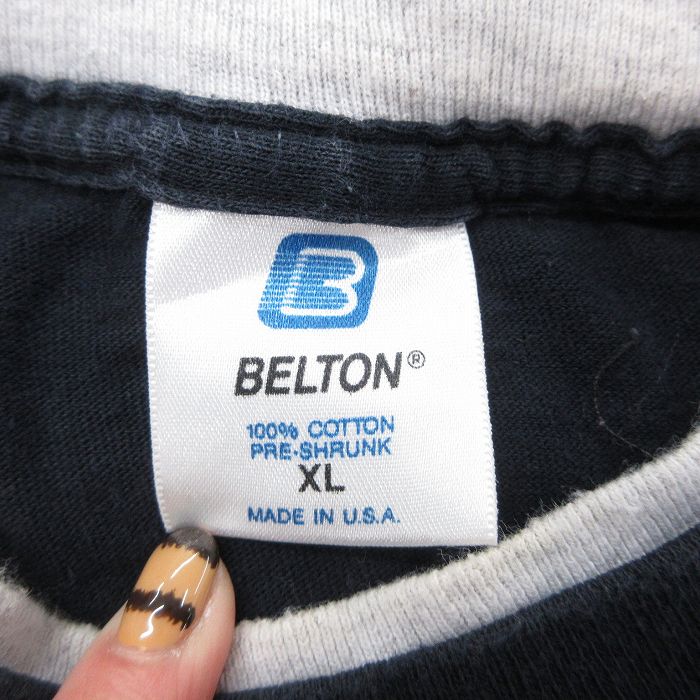 B
BELTON®
100% COTTON
PRE-SHRUNK
XL
MADE IN U.S.A.